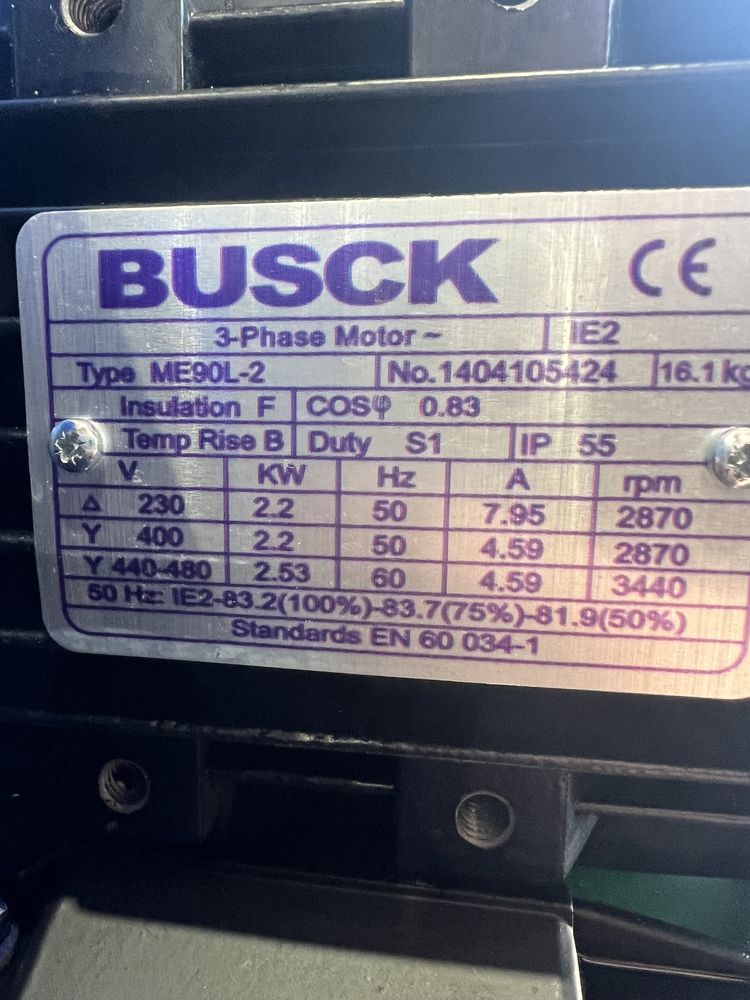 BUSCK CE
3-Phase Motor ~ IE2
Type ME90L-2 No.1404105424 16.1kg
Insulation F COSφ 0.83
Temp Rise B Duty S1 IP 55
V KW Hz A rpm
Δ 230 2.2 50 7.95 2870
Y 400 2.2 50 4.59 2870
Y 440-480 2.53 60 4.59 3440
50 Hz: IE2-83.2(100%)-83.7(75%)-81.9(50%)
Standards EN 60 034-1